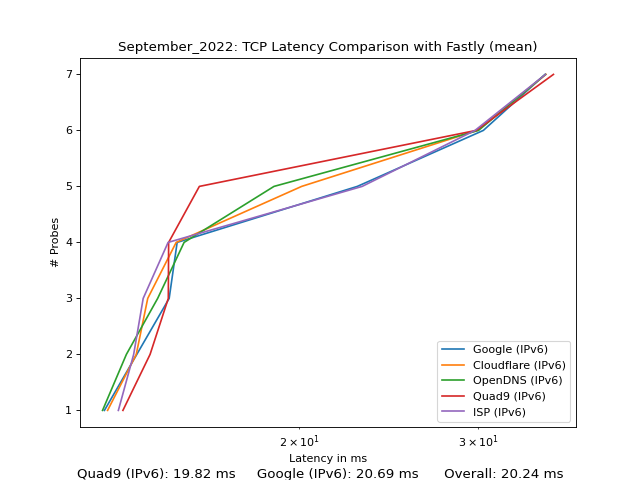 September_2022: TCP Latency Comparison with Fastly (mean)
# Probes
7
6
5
4
3
2
1
Google (IPv6)
Cloudflare (IPv6)
OpenDNS (IPv6)
Quad9 (IPv6)
ISP (IPv6)
2 × 10¹ 3 × 10¹
Latency in ms
Quad9 (IPv6): 19.82 ms Google (IPv6): 20.69 ms Overall: 20.24 ms